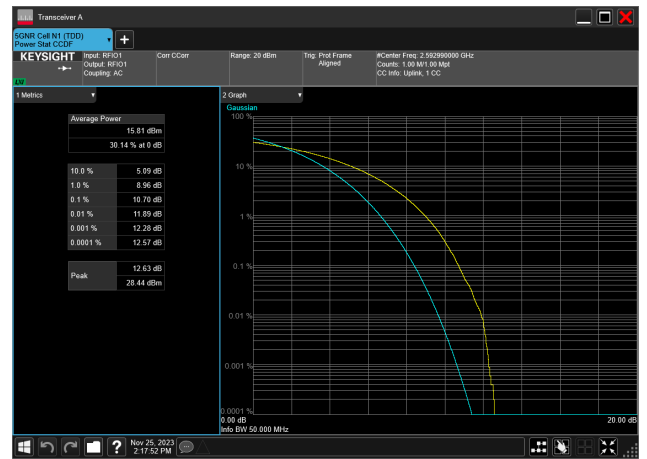 Transceiver A
5GNR Cell N1 (TDD)
Power Stat CCDF
KEYSIGHT
LW
Input: RFIO1
Output: RFIO1
Coupling: AC
Corr CCorr
Range: 20 dBm
Trig: Prot Frame
Aligned
#Center Freq: 2.592990000 GHz
Counts: 1.00 M/1.00 Mpt
CC Info: Uplink, 1 CC
1 Metrics
Average Power
15.81 dBm
30.14 % at 0 dB
10.0 % 5.09 dB
1.0 % 8.96 dB
0.1 % 10.70 dB
0.01 % 11.89 dB
0.001 % 12.28 dB
0.0001 % 12.57 dB
Peak 12.63 dB
28.44 dBm
2 Graph
Gaussian
100 %
10 %
1 %
0.1 %
0.01 %
0.001 %
0.0001 %
0.00 dB 20.00 dB
Info BW 50.000 MHz
Nov 25, 2023
2:17:52 PM